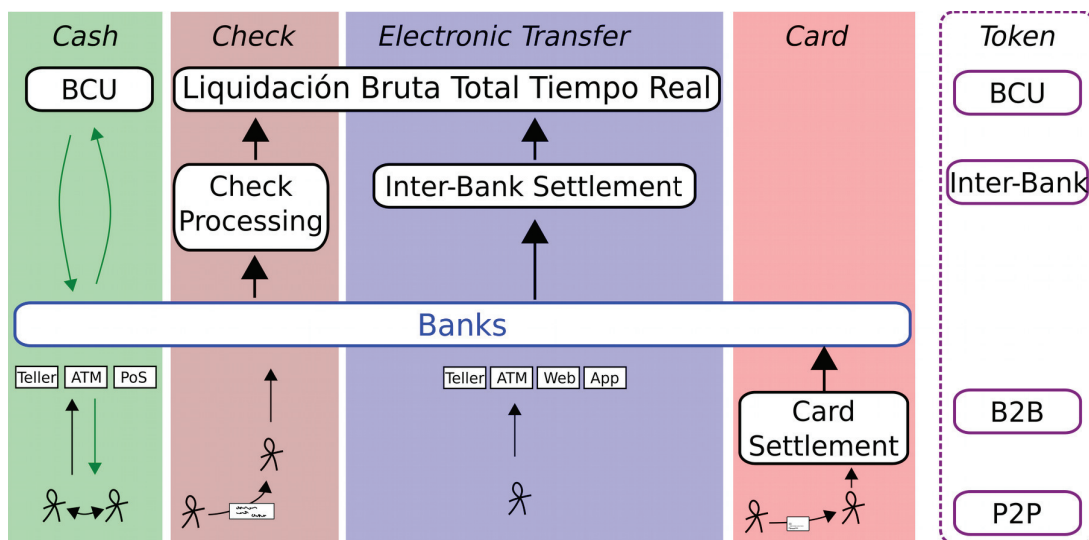 Cash
Check
Electronic Transfer
Card
Token
BCU
Liquidación Bruta Total Tiempo Real
BCU
Check
Processing
Inter-Bank Settlement
Inter-Bank
Banks
Teller
ATM
PoS
Teller
ATM
Web
App
Card
Settlement
B2B
P2P